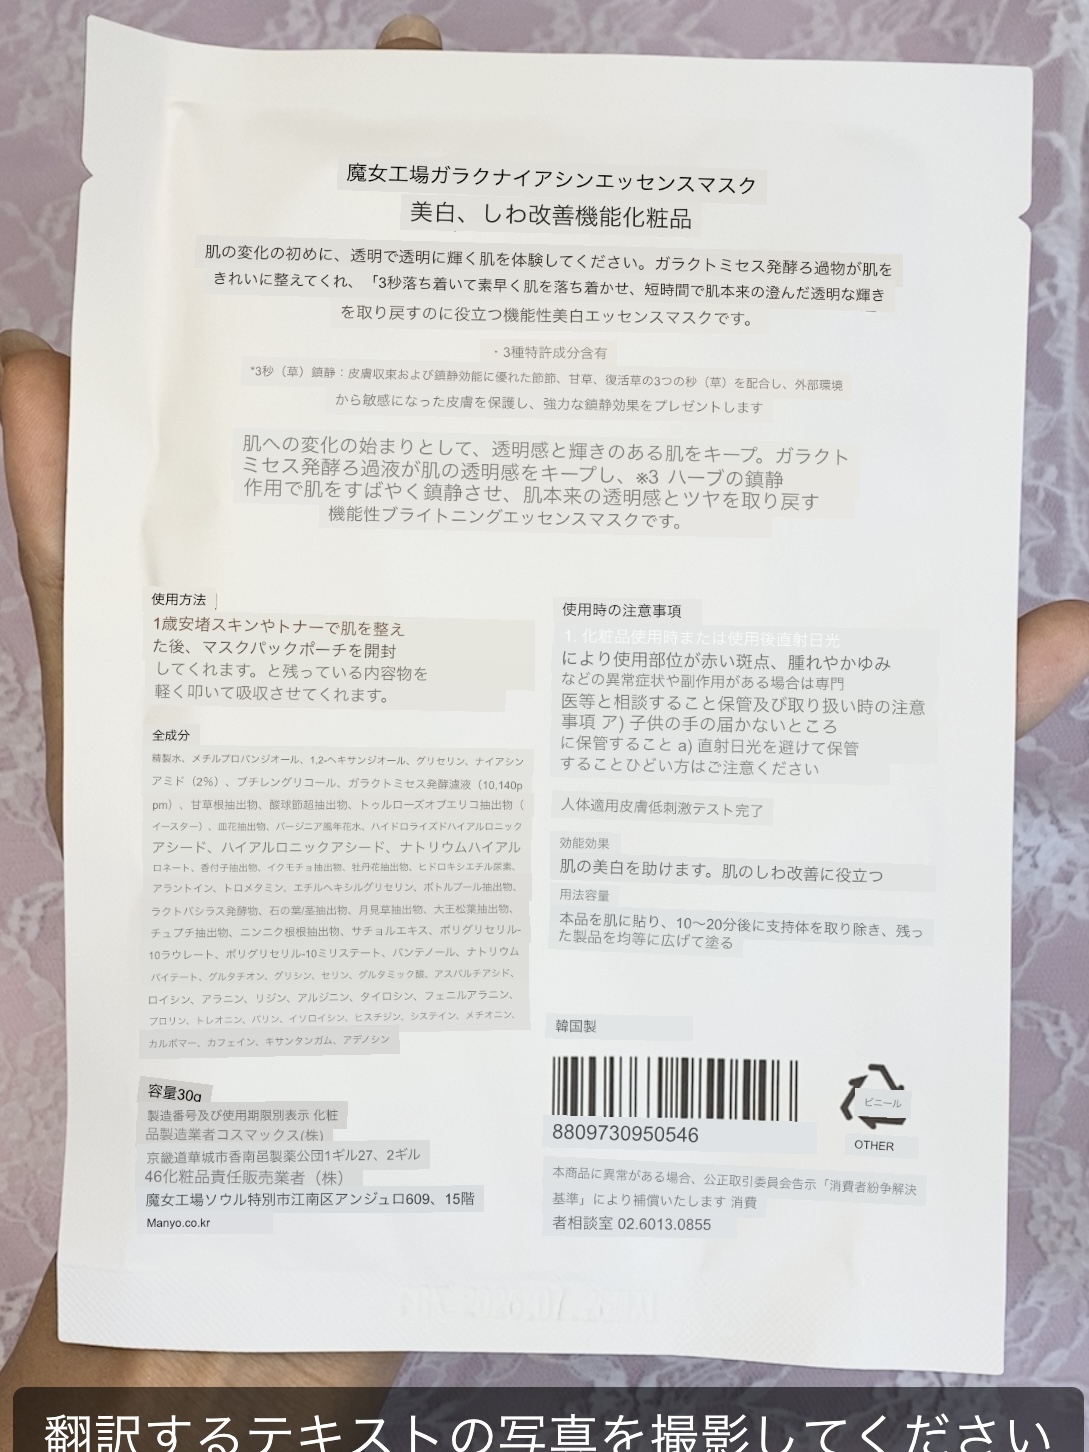 魔女工場ガラクナイアシンエッセンスマスク
美白、しわ改善機能化粧品
肌の変化の初めに、透明で透明に輝く肌を体験してください。ガラクトミセス発酵ろ過物が肌を
きれいに整えてくれ、「3秒落ち着いて素早く肌を落ち着かせ、短時間で肌本来の澄んだ透明な輝き
を取り戻すのに役立つ機能性美白エッセンスマスクです。
・3種特許成分含有
*3秒（草）鎮静：皮膚収束および鎮静効能に優れた節節、甘草、復活草の3つの秒（草）を配合し、外部環境
から敏感になった皮膚を保護し、強力な鎮静効果をプレゼントします
肌への変化の始まりとして、透明感と輝きのある肌をキープ。ガラクト
ミセス発酵ろ過液が肌の透明感をキープし、※3 ハーブの鎮静
作用で肌をすばやく鎮静させ、肌本来の透明感とツヤを取り戻す
機能性ブライトニングエッセンスマスクです。
使用方法
1歳安堵スキンやトナーで肌を整え
た後、マスクパックポーチを開封
してくれます。と残っている内容物を
軽く叩いて吸収させてくれます。
全成分
精製水、メチルプロパンジオール、1,2-ヘキサンジオール、グリセリン、ナイアシン
アミド（2%）、ブチレングリコール、ガラクトミセス発酵濾液（10,140p
pm）、甘草根抽出物、酸球節超抽出物、トゥルローズオブエリコ抽出物（
イースター）、皿花抽出物、バージニア風年花水、ハイドロライズドハイアルロニック
アシード、ハイアルロニックアシード、ナトリウムハイアル
ロネート、香付子抽出物、イクモチョ抽出物、牡丹花抽出物、ヒドロキシエチル尿素、
アラントイン、トロメタミン、エチルヘキシルグリセリン、ボトルプール抽出物、
ラクトバシラス発酵物、石の葉/茎抽出物、月見草抽出物、大王松葉抽出物、
チュプチ抽出物、ニンニク根根抽出物、サチョルエキス、ポリグリセリル-
10ラウレート、ポリグリセリル-10ミリステート、パンテノール、ナトリウム
パイテート、グルタチオン、グリシン、セリン、グルタミック酸、アスパルチアシド、
ロイシン、アラニン、リジン、アルジニン、タイロシン、フェニルアラニン、
プロリン、トレオニン、バリン、イソロイシン、ヒスチジン、システイン、メチオニン、
カルボマー、カフェイン、キサンタンガム、アデノシン
容量30g
製造番号及び使用期限別表示 化粧
品製造業者コスマックス(株)
京畿道華城市香南邑製薬公団1ギル27、2ギル
46化粧品責任販売業者（株）
魔女工場ソウル特別市江南区アンジュロ609、15階
Manyo.co.kr
使用時の注意事項
1. 化粧品使用時または使用後直射日光
により使用部位が赤い斑点、腫れやかゆみ
などの異常症状や副作用がある場合は専門
医等と相談すること保管及び取り扱い時の注意
事項 ア) 子供の手の届かないところ
に保管すること a) 直射日光を避けて保管
することひどい方はご注意ください
人体適用皮膚低刺激テスト完了
効能効果
肌の美白を助けます。肌のしわ改善に役立つ
用法容量
本品を肌に貼り、10〜20分後に支持体を取り除き、残っ
た製品を均等に広げて塗る
韓国製
8809730950546
ビニール
OTHER
本商品に異常がある場合、公正取引委員会告示「消費者紛争解決
基準」により補償いたします 消費
者相談室 02.6013.0855
翻訳するテキストの写真を撮影してください